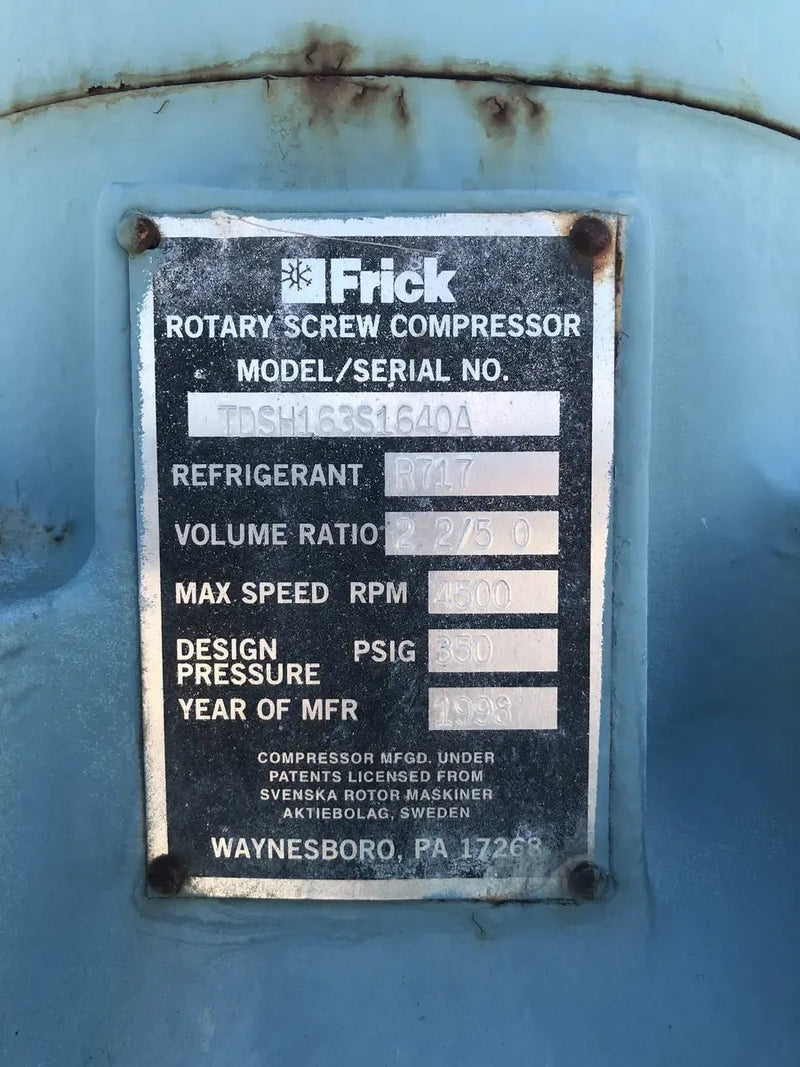 Frick
ROTARY SCREW COMPRESSOR
MODEL/SERIAL NO.
TDSH163S1640A
REFRIGERANT R717
VOLUME RATIO 2 2/5 0
MAX SPEED RPM 4500
DESIGN PRESSURE PSIG 350
YEAR OF MFR 1998
COMPRESSOR MFGD. UNDER
PATENTS LICENSED FROM
SVENSKA ROTOR MASKINER
AKTIEBOLAG, SWEDEN
WAYNESBORO, PA 17268